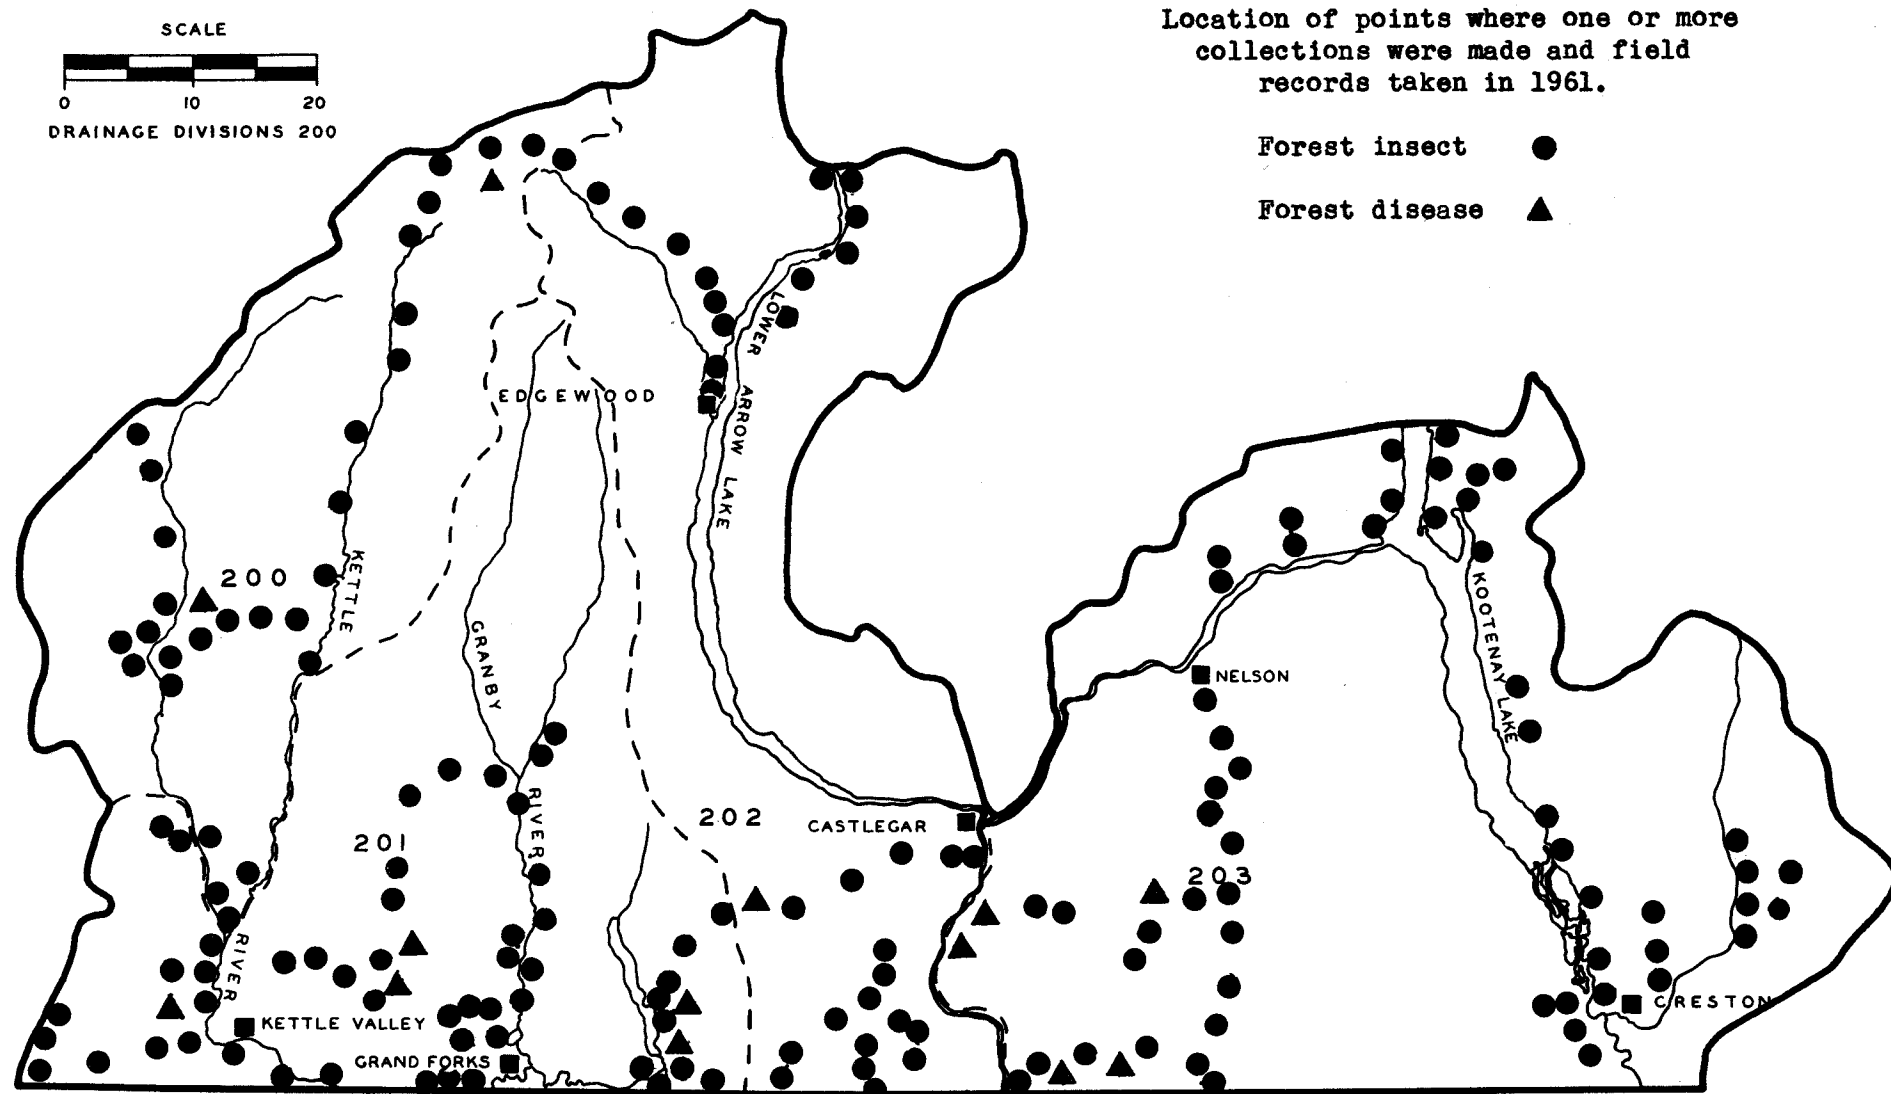 SCALE
0 10 20
DRAINAGE DIVISIONS 200
Location of points where one or more
collections were made and field
records taken in 1961.
Forest insect
Forest disease
LOWER ARROW LAKE
EDGEWOOD
200
KETTLE RIVER
GRANBY RIVER
KOOTENAY LAKE
NELSON
201
202
CASTLEGAR
203
CRESTON
KETTLE VALLEY
GRAND FORKS